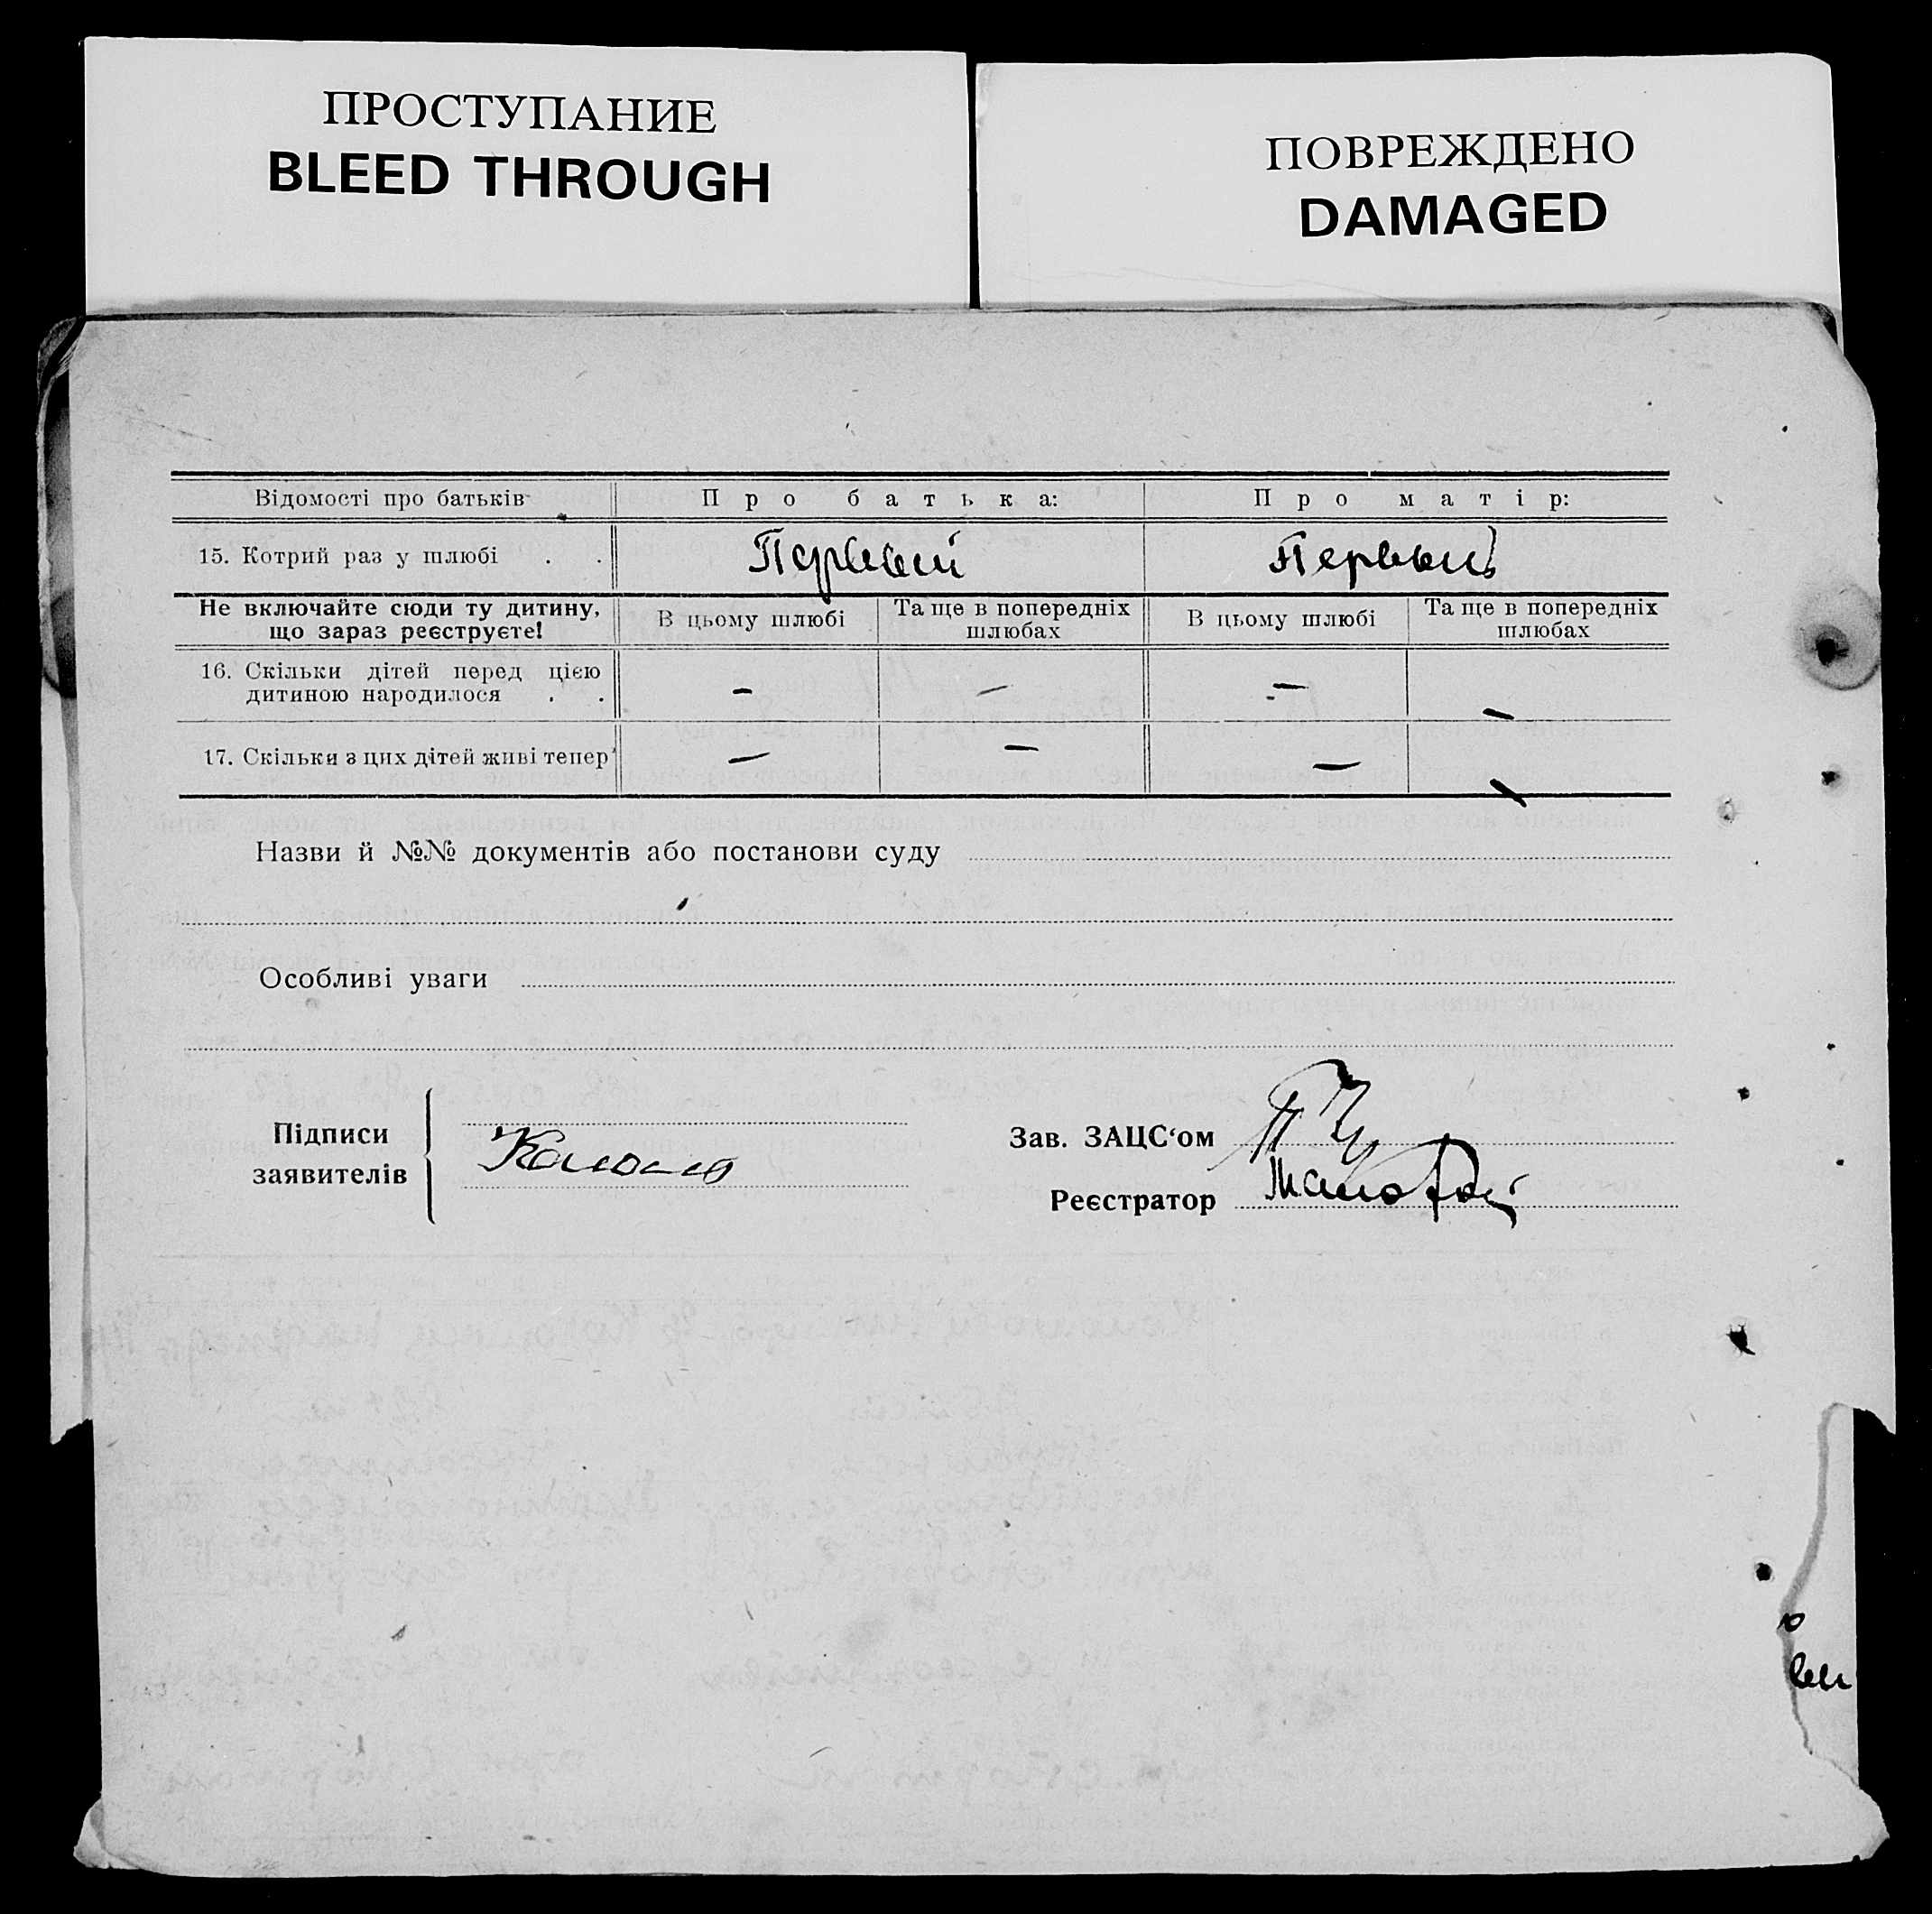 ПРОСТУПАНИЕ
BLEED THROUGH
ПОВРЕЖДЕНО
DAMAGED
Відомості про батьків Про батька: Про матір:
15. Котрий раз у шлюбі . . Первый Первый
Не включайте сюди ту дитину, що зараз реєструєте! В цьому шлюбі Та ще в попередніх шлюбах В цьому шлюбі Та ще в попередніх шлюбах
16. Скільки дітей перед цією
дитиною народилося . . – – – –
17. Скільки з цих дітей живі тепер – – – –
Назви й №№ документів або постанови суду
Особливі уваги
Підписи
заявителів
Зав. ЗАЦС‘ом
Реєстратор